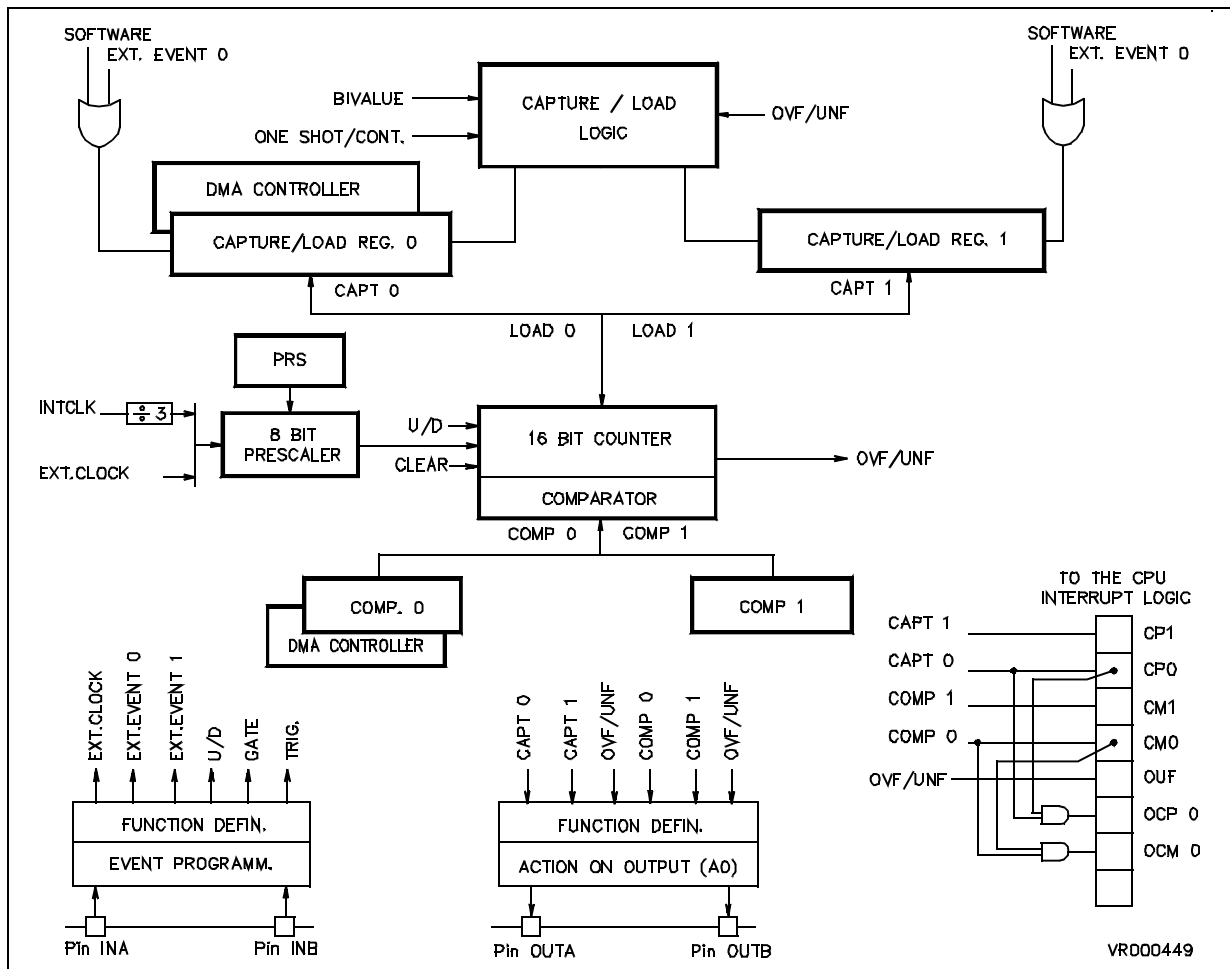 SOFTWARE
EXT. EVENT 0
SOFTWARE
EXT. EVENT 0
BIVALUE
ONE SHOT/CONT.
CAPTURE / LOAD
LOGIC
OVF/UNF
DMA CONTROLLER
CAPTURE/LOAD REG. 0
CAPTURE/LOAD REG. 1
CAPT 0
CAPT 1
LOAD 0
LOAD 1
PRS
INTCLK
÷ 3
8 BIT
PRESCALER
EXT.CLOCK
U/D
CLEAR
16 BIT COUNTER
COMPARATOR
OVF/UNF
COMP 0
COMP 1
COMP. 0
DMA CONTROLLER
COMP 1
TO THE CPU
INTERRUPT LOGIC
CAPT 1
CP1
CAPT 0
CP0
COMP 1
CM1
COMP 0
CM0
OVF/UNF
OUF
OCP 0
OCM 0
EXT.CLOCK
EXT.EVENT 0
EXT.EVENT 1
U/D
GATE
TRIG.
FUNCTION DEFIN.
EVENT PROGRAMM.
Pin INA
Pin INB
CAPT 0
CAPT 1
OVF/UNF
COMP 0
COMP 1
OVF/UNF
FUNCTION DEFIN.
ACTION ON OUTPUT (AO)
Pin OUTA
Pin OUTB
VR000449